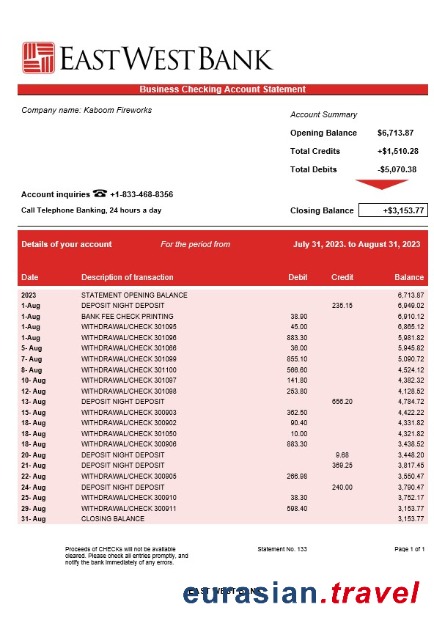 EASTWESTBANK
Business Checking Account Statement
Company name: Kaboom Fireworks
Account Summary
Opening Balance $6,713.87
Total Credits +$1,510.28
Total Debits -$5,070.38
Account inquiries ☎ +1-833-468-8356
Call Telephone Banking, 24 hours a day
Closing Balance +$3,153.77
Details of your account For the period from July 31, 2023. to August 31, 2023
Date Description of transaction Debit Credit Balance
2023 STATEMENT OPENING BALANCE 6,713.87
1-Aug DEPOSIT NIGHT DEPOSIT 235.15 6,949.02
1-Aug BANK FEE CHECK PRINTING 38.90 6,910.12
1-Aug WITHDRAWAL/CHECK 301095 45.00 6,865.12
1-Aug WITHDRAWAL/CHECK 301096 883.30 5,981.82
5- Aug WITHDRAWAL/CHECK 301066 36.00 5,945.82
7- Aug WITHDRAWAL/CHECK 301099 855.10 5,090.72
8- Aug WITHDRAWAL/CHECK 301100 566.60 4,524.12
10- Aug WITHDRAWAL/CHECK 301097 141.80 4,382.32
12- Aug WITHDRAWAL/CHECK 301098 253.80 4,128.52
13- Aug DEPOSIT NIGHT DEPOSIT 656.20 4,784.72
15- Aug WITHDRAWAL/CHECK 300903 362.50 4,422.22
18- Aug WITHDRAWAL/CHECK 300902 90.40 4,331.82
18- Aug WITHDRAWAL/CHECK 301050 10.00 4,321.82
18- Aug WITHDRAWAL/CHECK 300906 883.30 3,438.52
20- Aug DEPOSIT NIGHT DEPOSIT 9.68 3,448.20
21- Aug DEPOSIT NIGHT DEPOSIT 369.25 3,817.45
22- Aug WITHDRAWAL/CHECK 300905 266.98 3,550.47
24- Aug DEPOSIT NIGHT DEPOSIT 240.00 3,790.47
25- Aug WITHDRAWAL/CHECK 300910 38.30 3,752.17
29- Aug WITHDRAWAL/CHECK 300911 598.40 3,153.77
31- Aug CLOSING BALANCE 3,153.77
Proceeds of CHECKs will not be available
cleared. Please check all entries promptly, and
notify the bank immediately of any errors.
Statement No. 133
Page 1 of 1
EAST WEST BANK
eurasian.travel